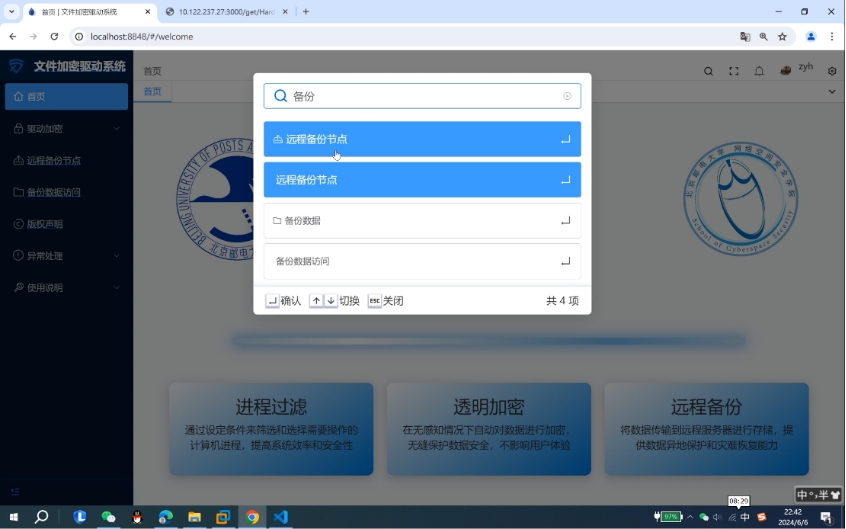 首页 | 文件加密驱动系统
10.122.237.27:3000/get/Hard
localhost:8848/#/welcome
文件加密驱动系统
首页
zyh
首页
首页
驱动加密
远程备份节点
备份数据访问
版权声明
异常处理
使用说明
备份
远程备份节点
远程备份节点
备份数据
备份数据访问
确认
切换
ESC 关闭
共 4 项
北京邮电大学 网络空间安全学院
School of Cyberspace Security
进程过滤
通过设定条件来筛选和选择需要操作的
计算机进程，提高系统效率和安全性
透明加密
在无感知情况下自动对数据进行加密，
无缝保护数据安全，不影响用户体验
远程备份
将数据传输到远程服务器进行存储，提
供数据异地保护和灾难恢复能力
中 °, 半
00:29
97%
中
22:42
2024/6/6